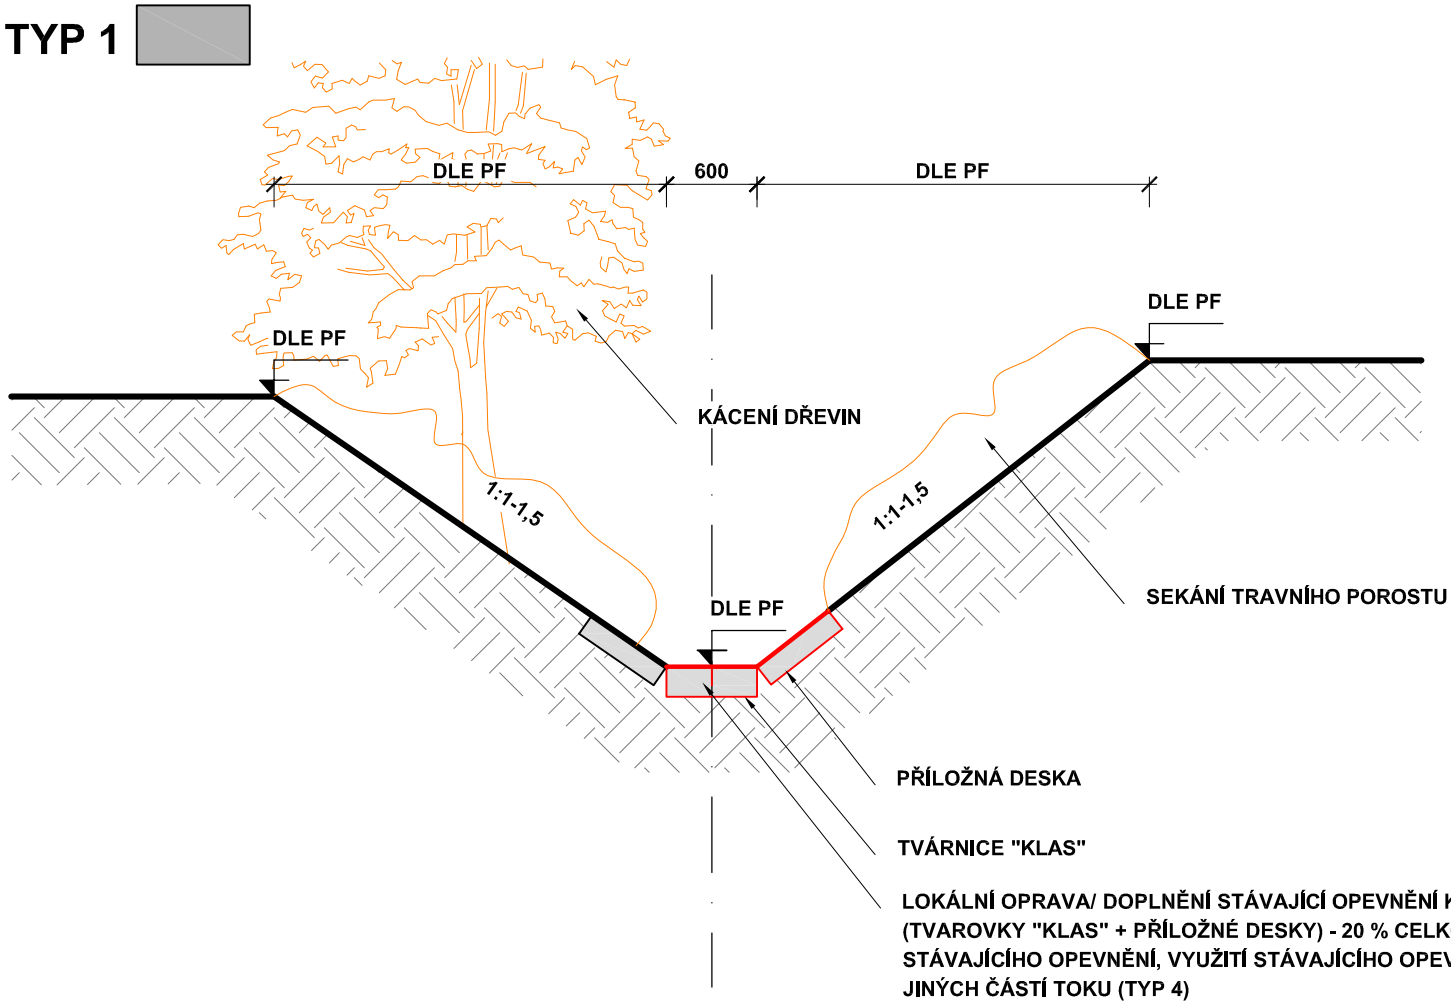 TYP 1
DLE PF
600
DLE PF
DLE PF
DLE PF
KÁCENÍ DŘEVIN
1:1-1,5
1:1-1,5
SEKÁNÍ TRAVNÍHO POROSTU
DLE PF
PŘÍLOŽNÁ DESKA
TVÁRNICE "KLAS"
LOKÁLNÍ OPRAVA/ DOPLNĚNÍ STÁVAJÍCÍ OPEVNĚNÍ
(TVAROVKY "KLAS" + PŘÍLOŽNÉ DESKY) - 20 %
STÁVAJÍCÍHO OPEVNĚNÍ, VYUŽITÍ STÁVAJÍCÍHO
JINÝCH ČÁSTÍ TOKU (TYP 4)